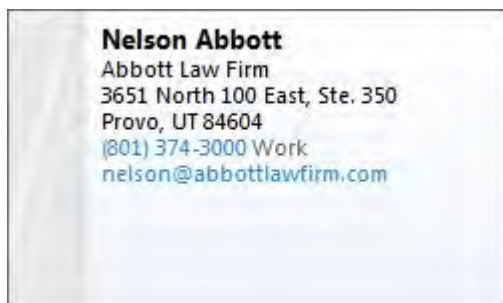 Nelson Abbott
Abbott Law Firm
3651 North 100 East, Ste. 350
Provo, UT 84604
(801) 374-3000 Work
nelson@abbottlawfirm.com